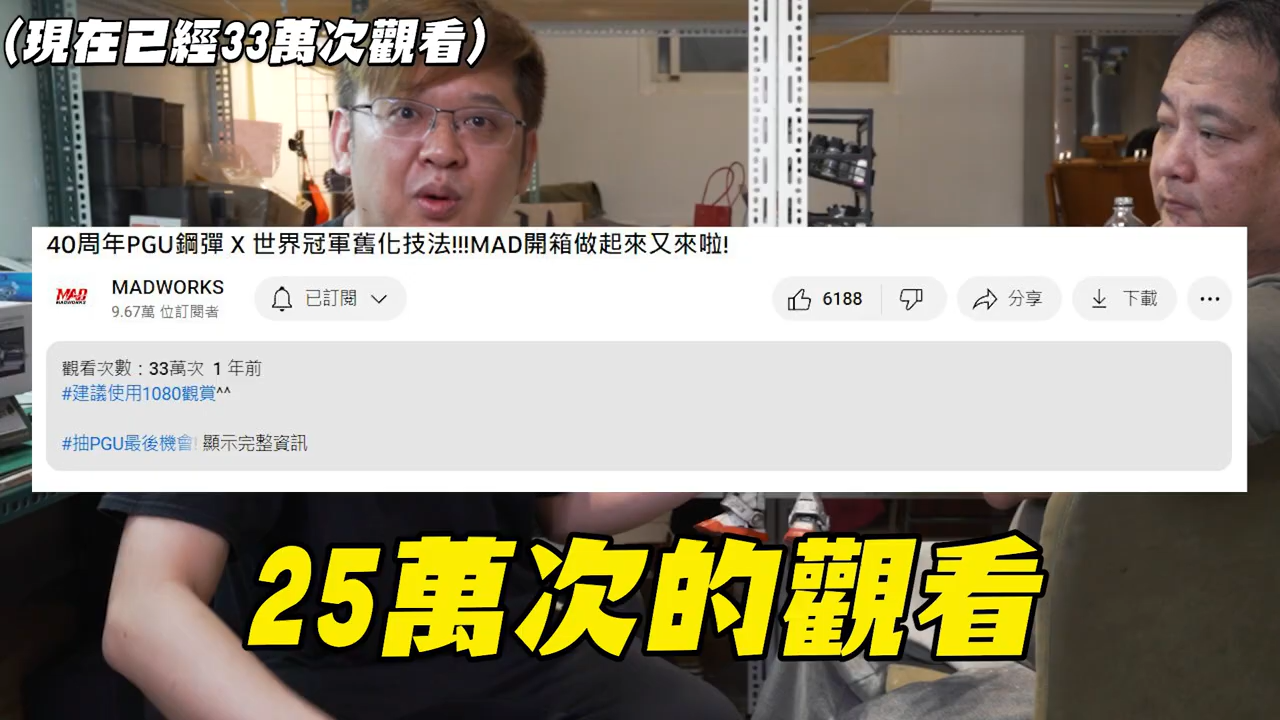 (現在已經33萬次觀看)
40周年PGU鋼彈 X 世界冠軍舊化技法!!!MAD開箱做起來又來啦!
MAD
MADWORKS
MADWORKS
9.67萬 位訂閱者
已訂閱
6188
分享
下載
觀看次數：33萬次 1 年前
#建議使用1080觀賞^^
#抽PGU最後機會! 顯示完整資訊
25萬次的觀看